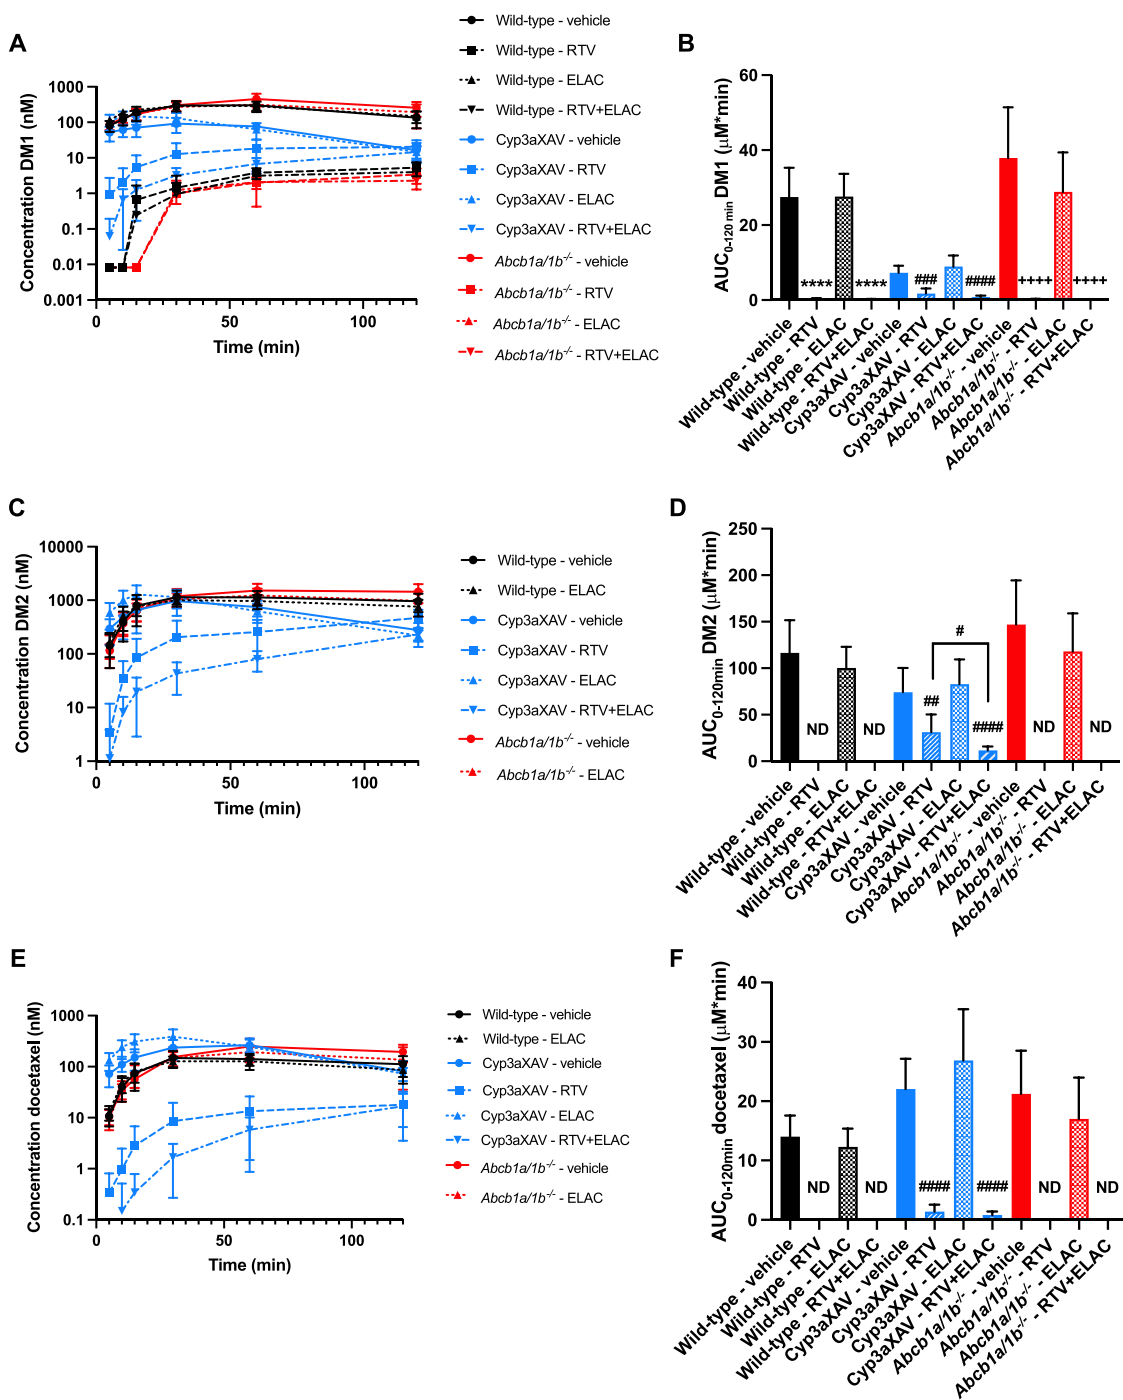 A
Concentration DM1 (nM)
1000
100
10
1
0.1
0.01
0.001
0
50
100
Time (min)
Wild-type - vehicle
Wild-type - RTV
Wild-type - ELAC
Wild-type - RTV+ELAC
Cyp3aXAV - vehicle
Cyp3aXAV - RTV
Cyp3aXAV - ELAC
Cyp3aXAV - RTV+ELAC
Abcb1a/1b-/- - vehicle
Abcb1a/1b-/- - RTV
Abcb1a/1b-/- - ELAC
Abcb1a/1b-/- - RTV+ELAC
B
AUC0-120 min DM1 (µM*min)
60
40
20
0
****
****
###
####
++++
++++
Wild-type - vehicle
Wild-type - RTV
Wild-type - ELAC
Wild-type - RTV+ELAC
Cyp3aXAV - vehicle
Cyp3aXAV - RTV
Cyp3aXAV - ELAC
Cyp3aXAV - RTV+ELAC
Abcb1a/1b-/- - vehicle
Abcb1a/1b-/- - RTV
Abcb1a/1b-/- - ELAC
Abcb1a/1b-/- - RTV+ELAC
C
Concentration DM2 (nM)
10000
1000
100
10
1
0
50
100
Time (min)
Wild-type - vehicle
Wild-type - ELAC
Cyp3aXAV - vehicle
Cyp3aXAV - RTV
Cyp3aXAV - ELAC
Cyp3aXAV - RTV+ELAC
Abcb1a/1b-/- - vehicle
Abcb1a/1b-/- - ELAC
D
AUC0-120min DM2 (µM*min)
250
200
150
100
50
0
ND
ND
##
#
####
ND
ND
Wild-type - vehicle
Wild-type - RTV
Wild-type - ELAC
Wild-type - RTV+ELAC
Cyp3aXAV - vehicle
Cyp3aXAV - RTV
Cyp3aXAV - ELAC
Cyp3aXAV - RTV+ELAC
Abcb1a/1b-/- - vehicle
Abcb1a/1b-/- - RTV
Abcb1a/1b-/- - ELAC
Abcb1a/1b-/- - RTV+ELAC
E
Concentration docetaxel (nM)
1000
100
10
1
0.1
0
50
100
Time (min)
Wild-type - vehicle
Wild-type - ELAC
Cyp3aXAV - vehicle
Cyp3aXAV - RTV
Cyp3aXAV - ELAC
Cyp3aXAV - RTV+ELAC
Abcb1a/1b-/- - vehicle
Abcb1a/1b-/- - ELAC
F
AUC0-120min docetaxel (µM*min)
40
30
20
10
0
ND
ND
####
####
ND
ND
Wild-type - vehicle
Wild-type - RTV
Wild-type - ELAC
Wild-type - RTV+ELAC
Cyp3aXAV - vehicle
Cyp3aXAV - RTV
Cyp3aXAV - ELAC
Cyp3aXAV - RTV+ELAC
Abcb1a/1b-/- - vehicle
Abcb1a/1b-/- - RTV
Abcb1a/1b-/- - ELAC
Abcb1a/1b-/- - RTV+ELAC